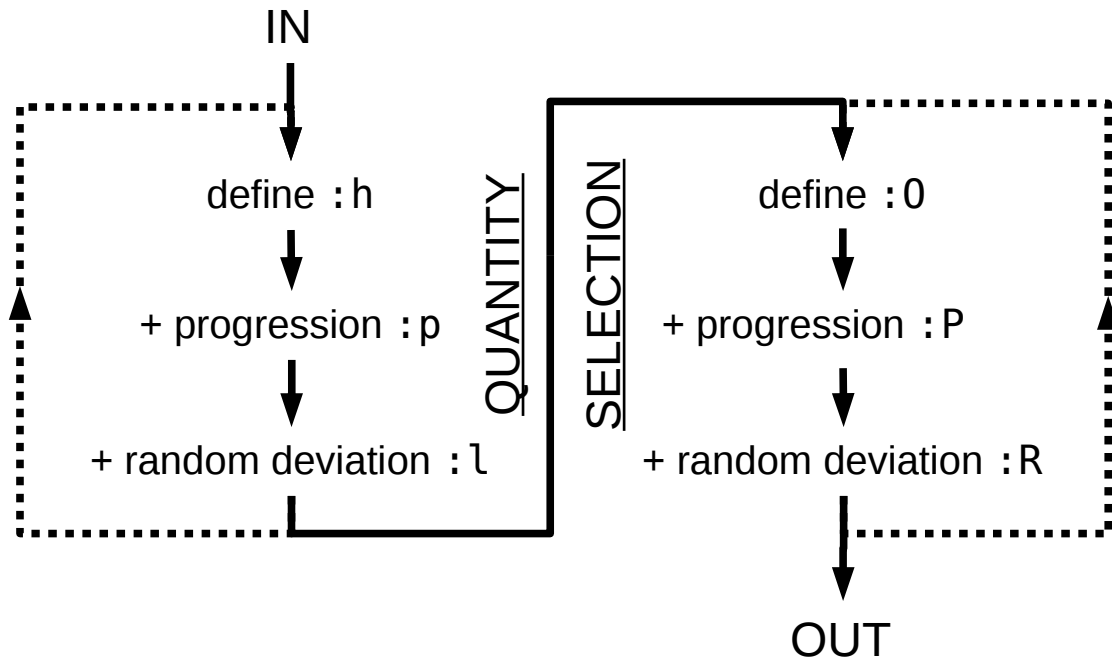 IN
define :h
+ progression :p
+ random deviation :l
QUANTITY
SELECTION
define :O
+ progression :P
+ random deviation :R
OUT